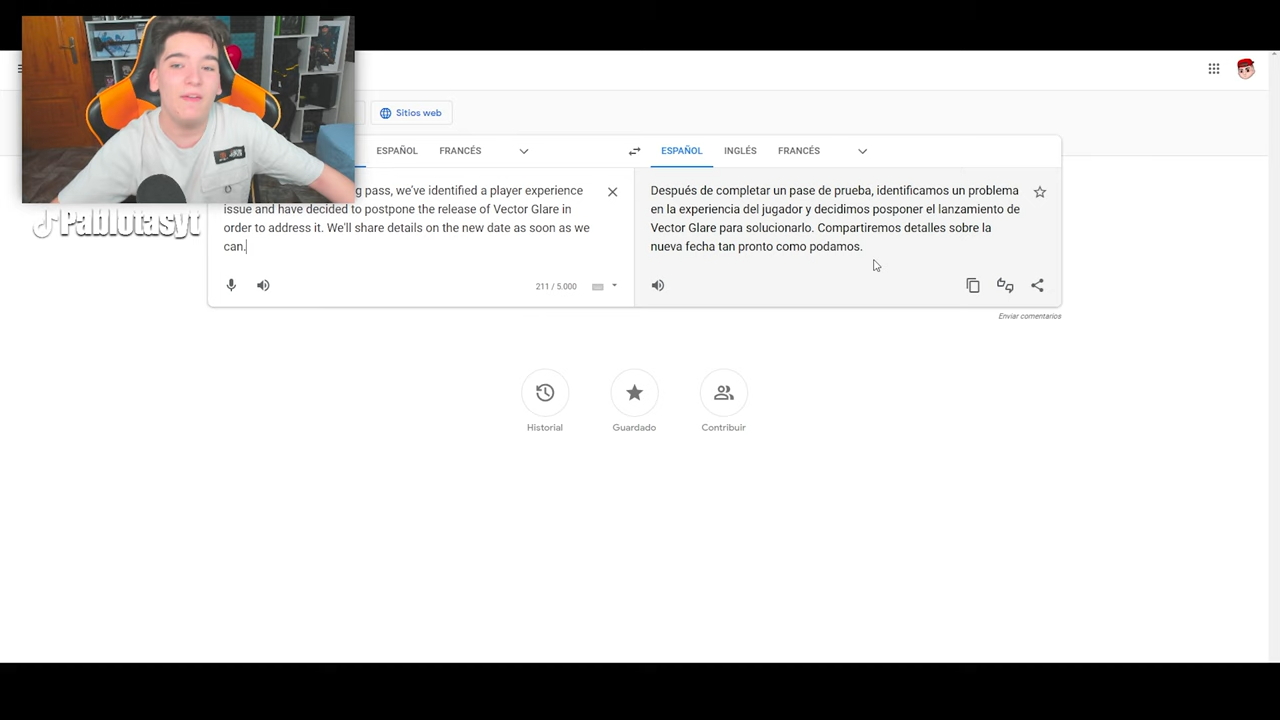 Sitios web
ESPAÑOL
FRANCÉS
ESPAÑOL
INGLÉS
FRANCÉS
pass, we've identified a player experience
issue and have decided to postpone the release of Vector Glare in
order to address it. We'll share details on the new date as soon as we
can.
211 / 5.000
Después de completar un pase de prueba, identificamos un problema
en la experiencia del jugador y decidimos posponer el lanzamiento de
Vector Glare para solucionarlo. Compartiremos detalles sobre la
nueva fecha tan pronto como podamos.
Enviar comentarios
Pablotasyt
Historial
Guardado
Contribuir